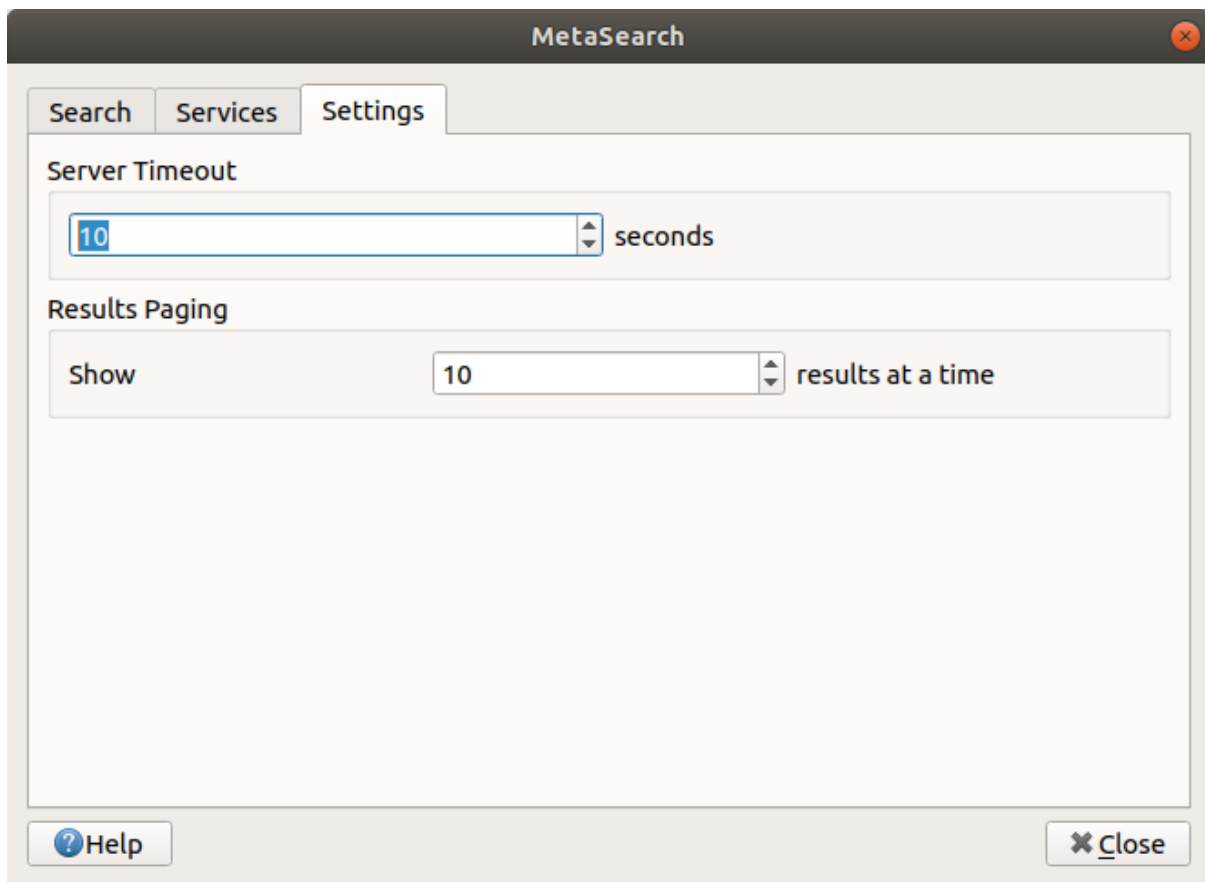 MetaSearch
Search Services Settings
Server Timeout
10 seconds
Results Paging
Show 10 results at a time
Help Close